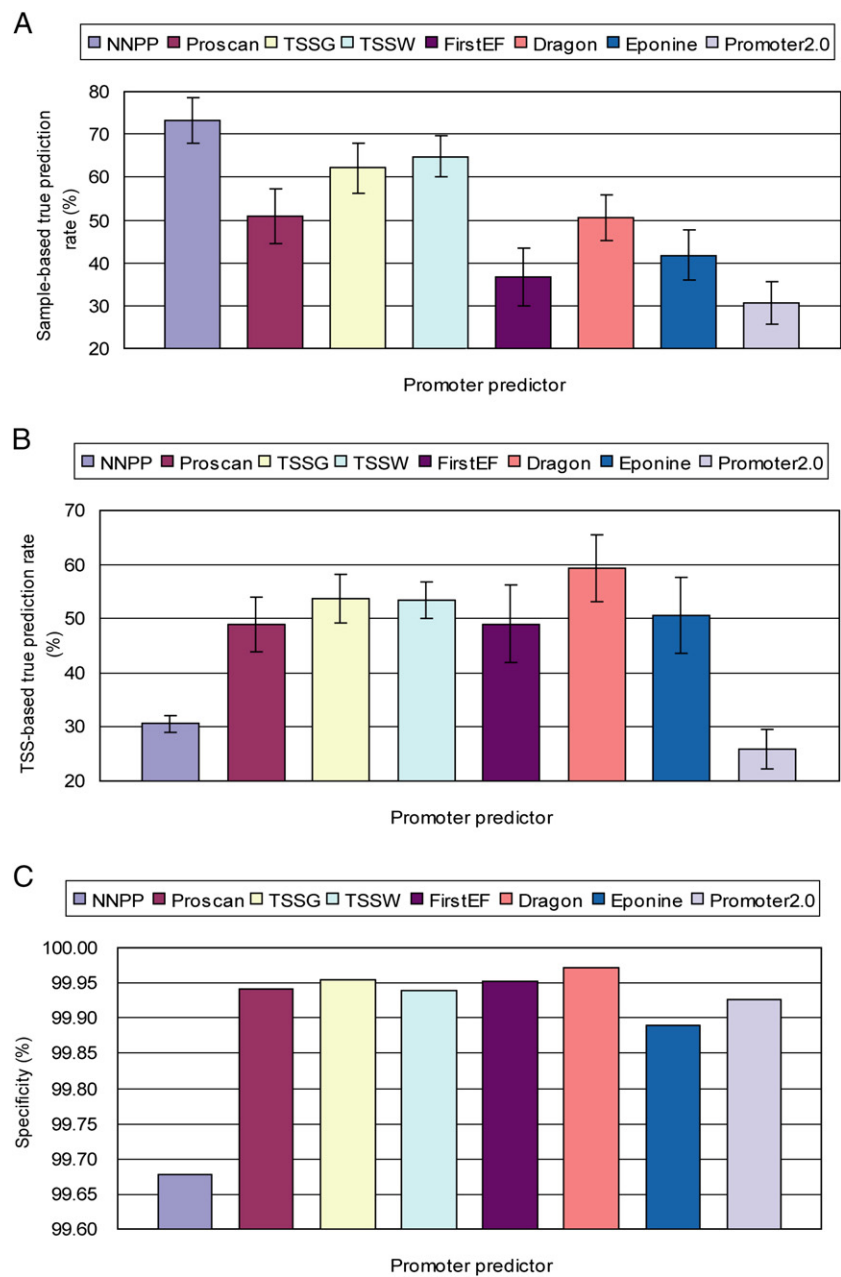 A
NNPP Proscan TSSG TSSW FirstEF Dragon Eponine Promoter2.0
Sample-based true prediction
rate (%)
80
70
60
50
40
30
20
Promoter predictor
B
NNPP Proscan TSSG TSSW FirstEF Dragon Eponine Promoter2.0
TSS-based true prediction rate
(%)
70
60
50
40
30
20
Promoter predictor
C
NNPP Proscan TSSG TSSW FirstEF Dragon Eponine Promoter2.0
Specificity (%)
100.00
99.95
99.90
99.85
99.80
99.75
99.70
99.65
99.60
Promoter predictor